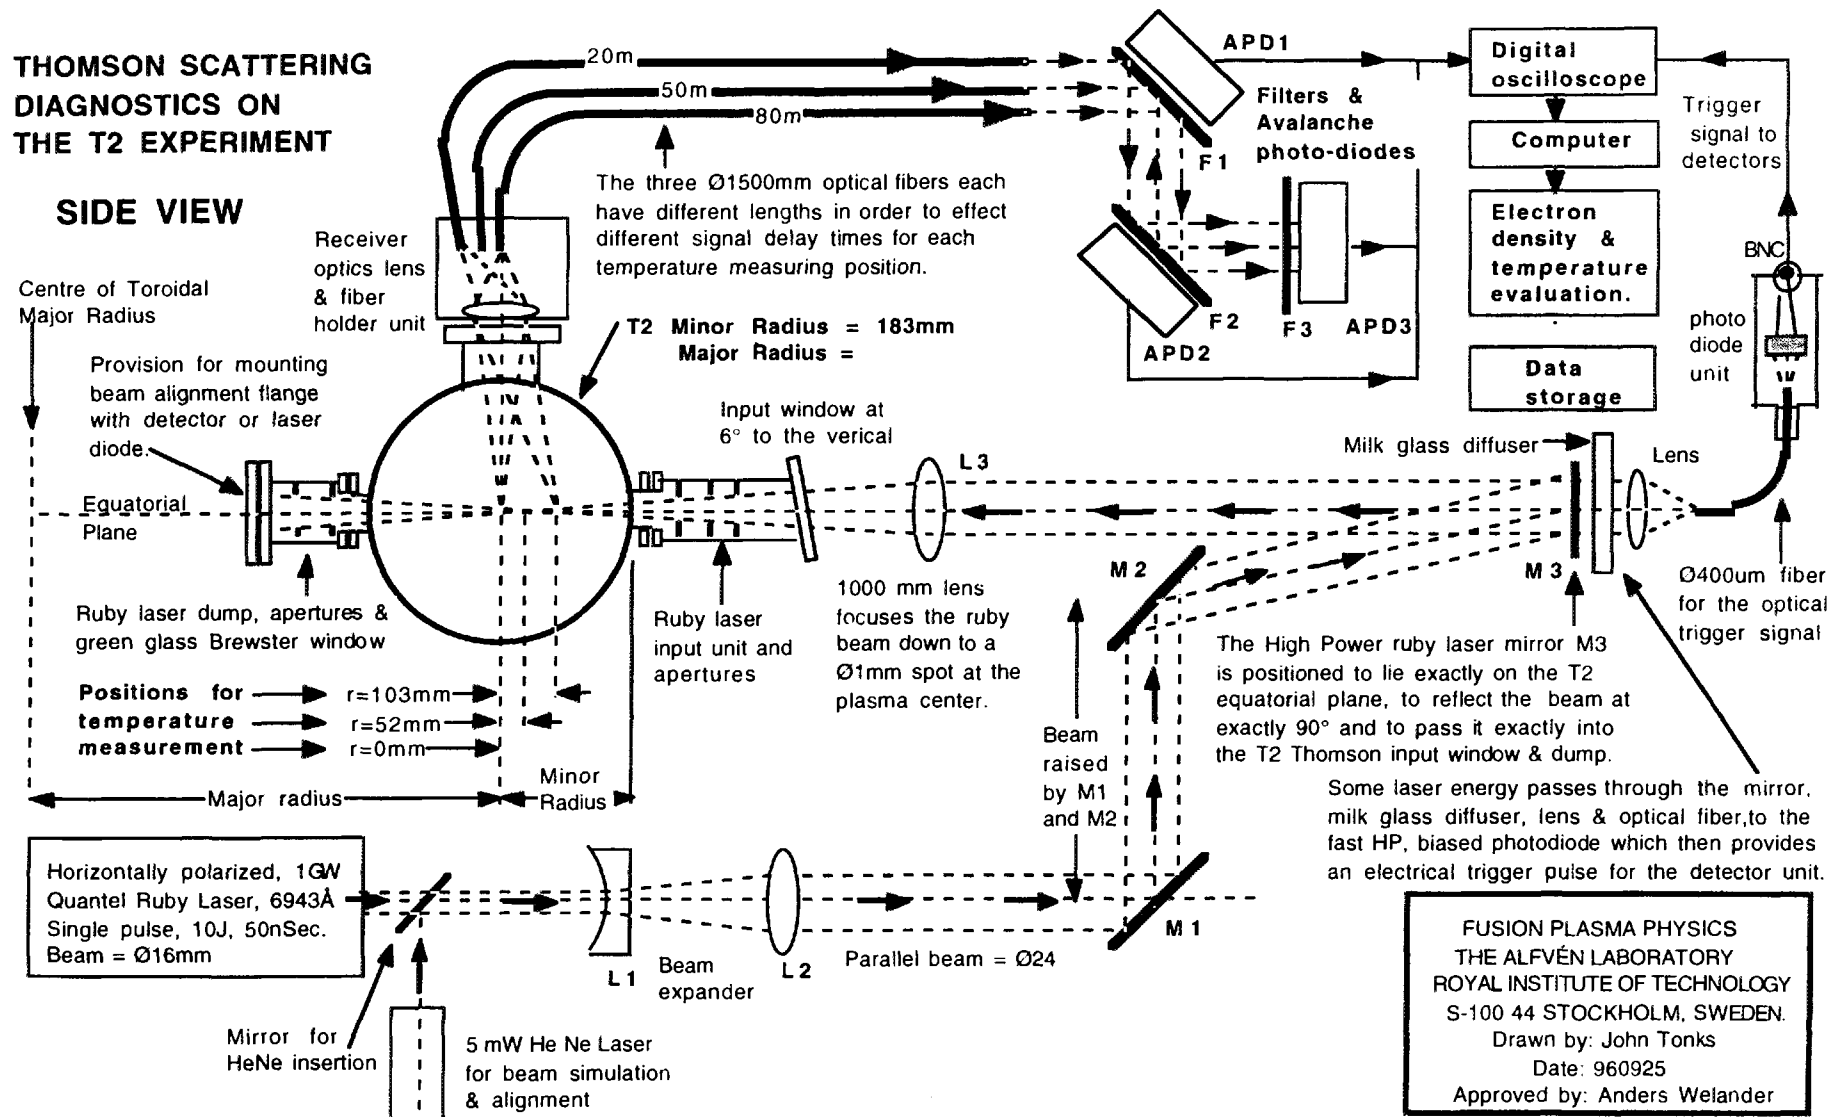 THOMSON SCATTERING
DIAGNOSTICS ON
THE T2 EXPERIMENT
SIDE VIEW
20m
50m
80m
The three Ø1500mm optical fibers each
have different lengths in order to effect
different signal delay times for each
temperature measuring position.
APD1
Filters &
Avalanche
photo-diodes
F1
F2
F3
APD2
APD3
Digital
oscilloscope
Computer
Electron
density &
temperature
evaluation.
Data
storage
Trigger
signal to
detectors
BNC
photo
diode
unit
Receiver
optics lens
& fiber
holder unit
Centre of Toroidal
Major Radius
T2 Minor Radius = 183mm
Major Radius =
Provision for mounting
beam alignment flange
with detector or laser
diode.
Input window at
6° to the verical
Equatorial
Plane
L3
Milk glass diffuser
Lens
M2
M3
Ø400um fiber
for the optical
trigger signal
Ruby laser dump, apertures &
green glass Brewster window
Ruby laser
input unit and
apertures
1000 mm lens
focuses the ruby
beam down to a
Ø1mm spot at the
plasma center.
The High Power ruby laser mirror M3
is positioned to lie exactly on the T2
equatorial plane, to reflect the beam at
exactly 90° and to pass it exactly into
the T2 Thomson input window & dump.
Positions for
temperature
measurement
r=103mm
r=52mm
r=0mm
Major radius
Minor
Radius
Beam
raised
by M1
and M2
Some laser energy passes through the mirror,
milk glass diffuser, lens & optical fiber,to the
fast HP, biased photodiode which then provides
an electrical trigger pulse for the detector unit.
Horizontally polarized, 1GW
Quantel Ruby Laser, 6943Å
Single pulse, 10J, 50nSec.
Beam = Ø16mm
L1
Beam
expander
L2
Parallel beam = Ø24
M1
Mirror for
HeNe insertion
5 mW He Ne Laser
for beam simulation
& alignment
FUSION PLASMA PHYSICS
THE ALFVÉN LABORATORY
ROYAL INSTITUTE OF TECHNOLOGY
S-100 44 STOCKHOLM, SWEDEN.
Drawn by: John Tonks
Date: 960925
Approved by: Anders Welander